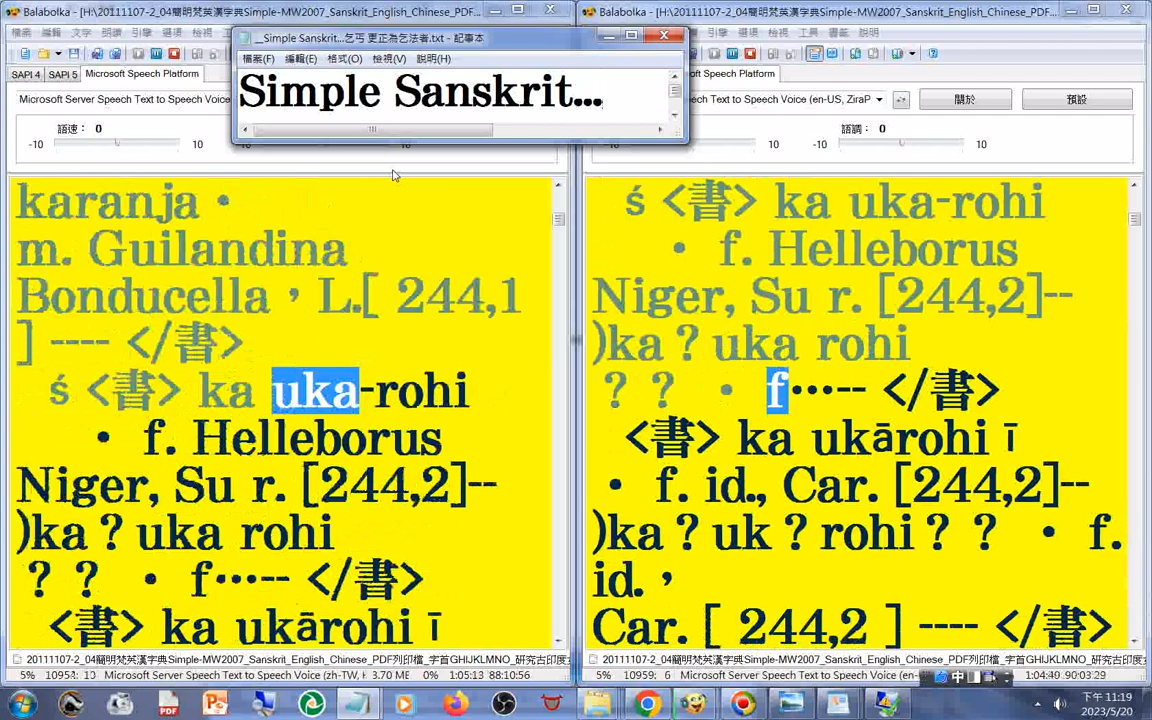 Balabolka - [H:\20111107-2_04簡明梵英漢字典Simple-MW2007_Sanskrit_English_Chinese_PDF...
Balabolka - [H:\20111107-2_04簡明梵英漢字典Simple-MW2007_Sanskrit_English_Chinese_PDF...
__Simple Sanskrit...乞丐 更正為乞法者.txt - 記事本
檔案(F) 編輯(E) 格式(O) 檢視(V) 說明(H)
Simple Sanskrit...
SAPI 4 SAPI 5 Microsoft Speech Platform
Speech Platform
Microsoft Server Speech Text to Speech Voice
ech Text to Speech Voice (en-US, ZiraP
關於
預設
語速： 0
-10 10 -10
語調： 0
10 -10 10
karanja •
m. Guilandina
Bonducella，L.[ 244,1
] ---- </書>
ś <書> ka uka-rohi
• f. Helleborus
Niger, Su r. [244,2]--
)ka？uka rohi
？？ • f…-- </書>
<書> ka ukārohi ī
ś <書> ka uka-rohi
• f. Helleborus
Niger, Su r. [244,2]--
)ka？uka rohi
？？ • f…-- </書>
<書> ka ukārohi ī
• f. id., Car. [244,2]--
)ka？uk？rohi？？ • f.
id.，
Car. [ 244,2 ] ---- </書>
20111107-2_04簡明梵英漢字典Simple-MW2007_Sanskrit_English_Chinese_PDF列印檔_字首GHIJKLMNO_研究古印度
5% Microsoft Server Speech Text to Speech Voice (zh-TW, 3.70 ME 0% 1:05:13 88:10:56
20111107-2_04簡明梵英漢字典Simple-MW2007_Sanskrit_English_Chinese_PDF列印檔_字首GHIJKLMNO_研究古印度
5% 10959: 6 Microsoft Server Speech Text to Speech Voice 1:04:49 90:03:29
中
PDF
下午 11:19
2023/5/20